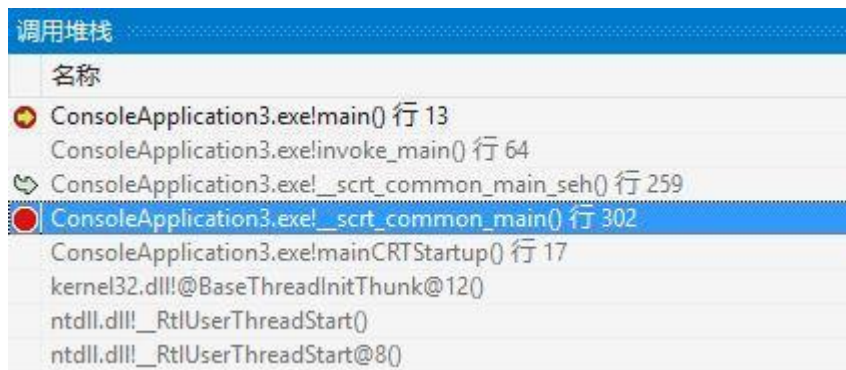 调用堆栈
名称
ConsoleApplication3.exe!main() 行 13
ConsoleApplication3.exe!invoke_main() 行 64
ConsoleApplication3.exe!__scrt_common_main_seh() 行 259
ConsoleApplication3.exe!__scrt_common_main() 行 302
ConsoleApplication3.exe!mainCRTStartup() 行 17
kernel32.dll!@BaseThreadInitThunk@12()
ntdll.dll!__RtlUserThreadStart()
ntdll.dll!__RtlUserThreadStart@8()